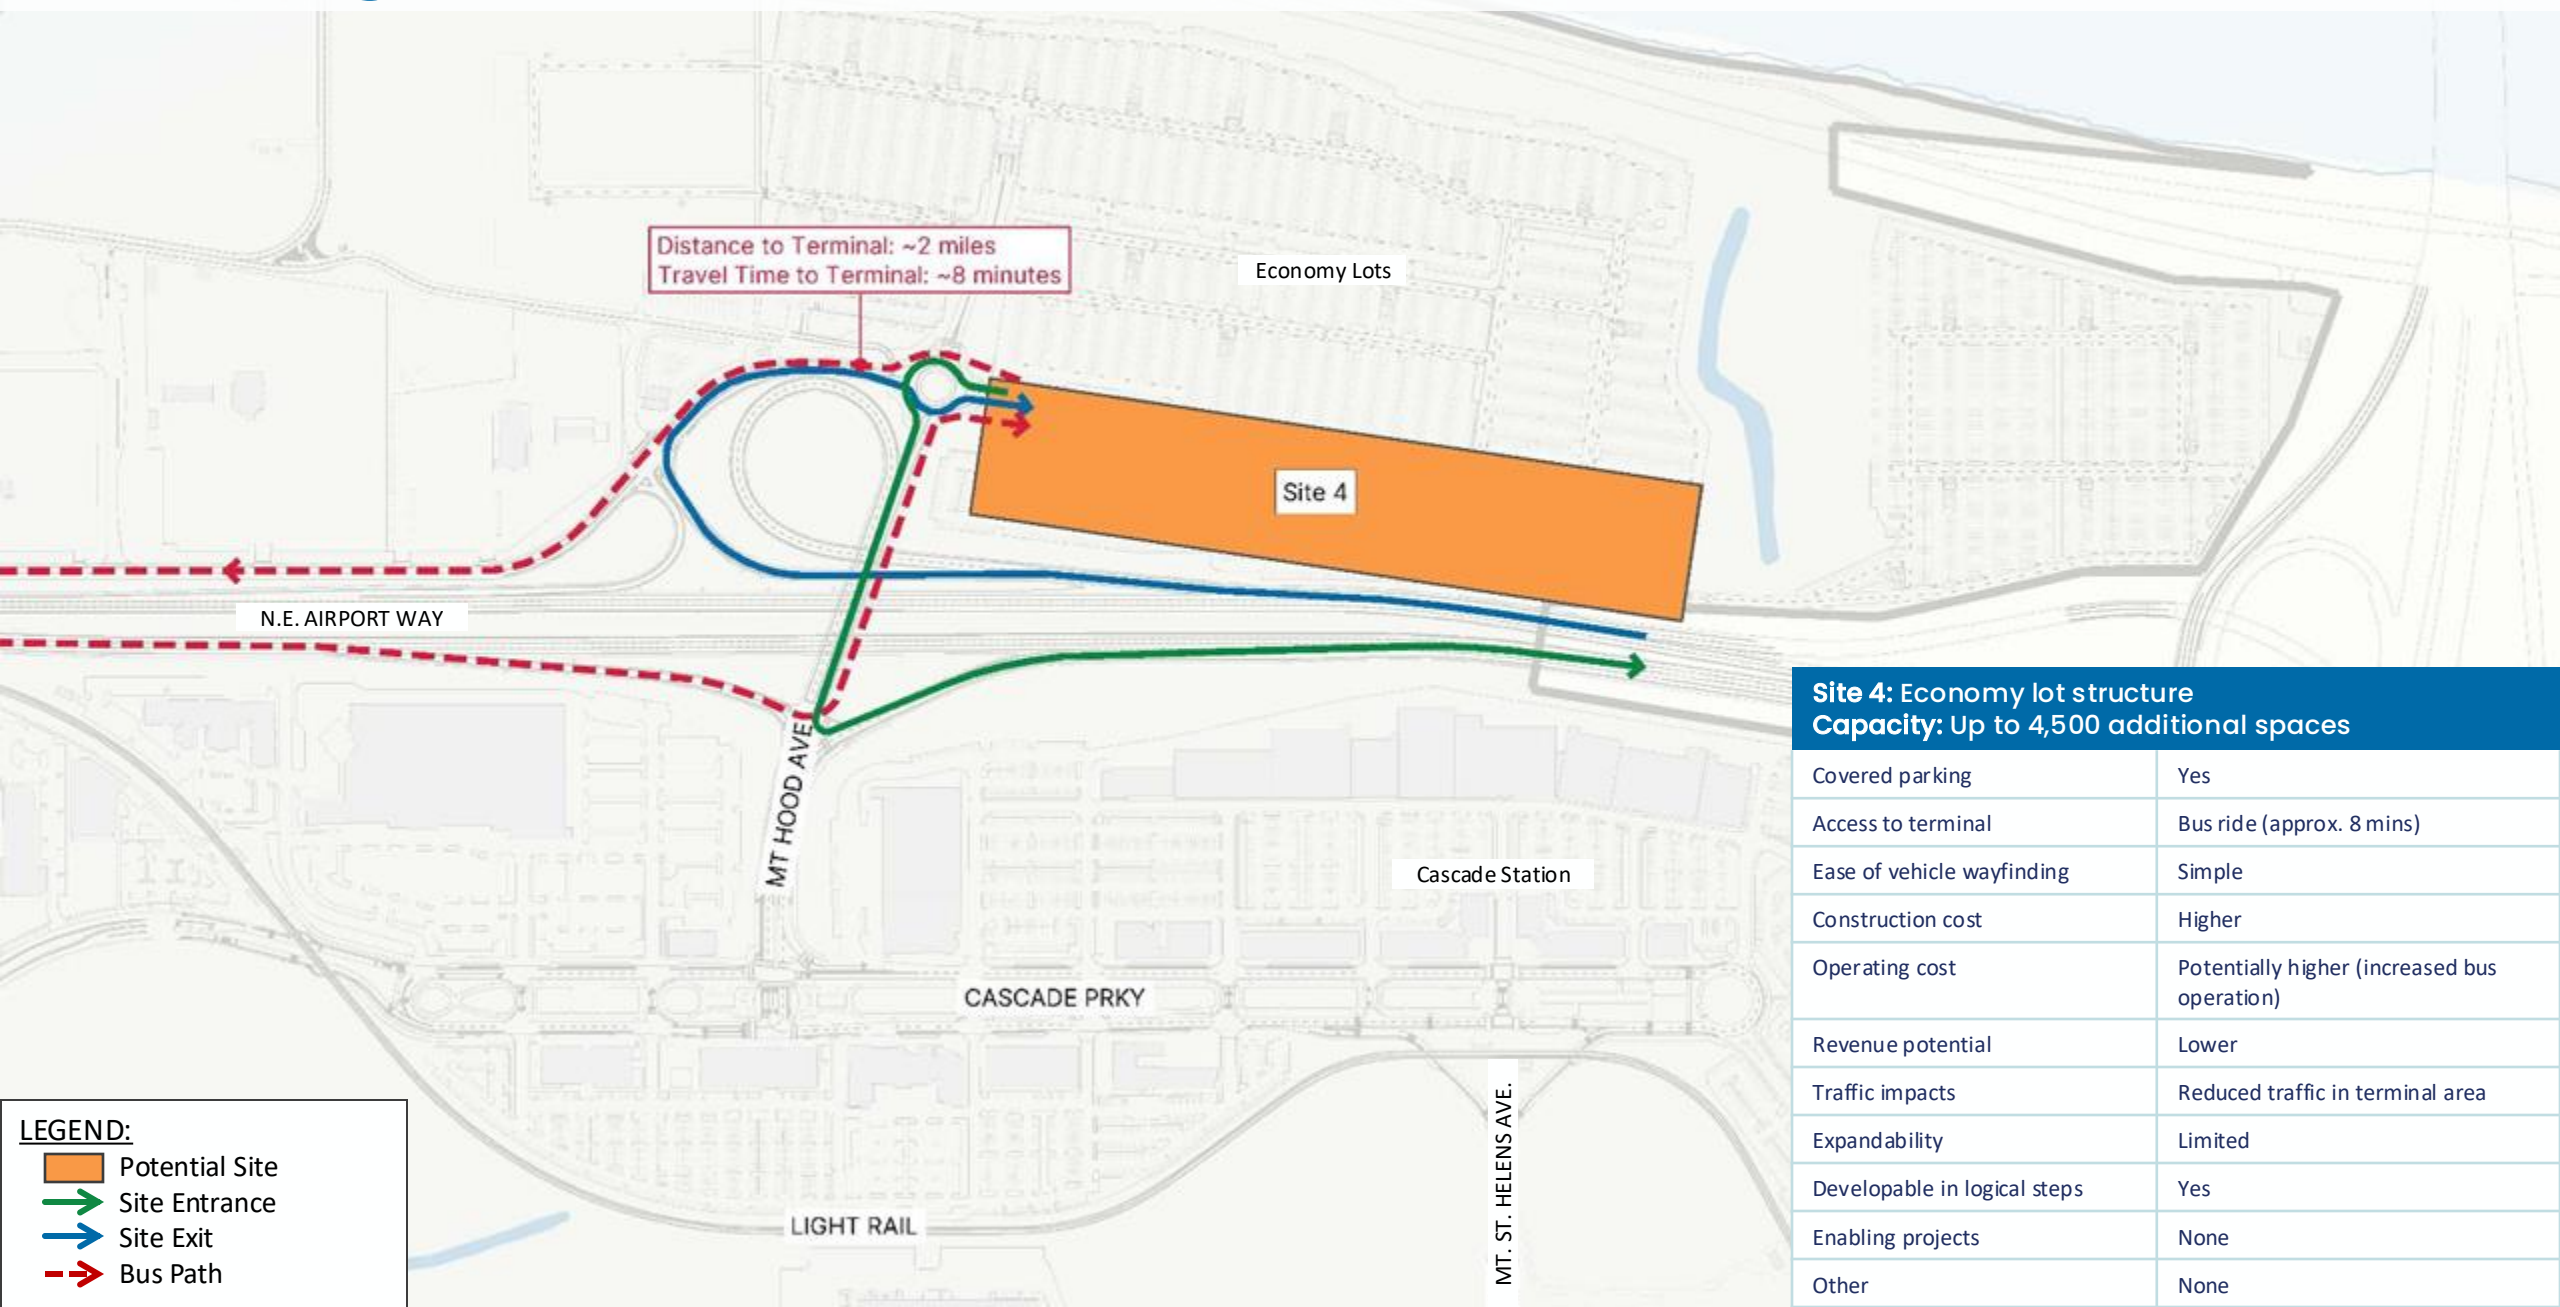 Distance to Terminal: ~2 miles
Travel Time to Terminal: ~8 minutes
Economy Lots
Site 4
N.E. AIRPORT WAY
MT HOOD AVE
Cascade Station
CASCADE PRKY
MT. ST. HELENS AVE.
LIGHT RAIL
LEGEND:
Potential Site
Site Entrance
Site Exit
Bus Path
Site 4: Economy lot structure
Capacity: Up to 4,500 additional spaces
Covered parking Yes
Access to terminal Bus ride (approx. 8 mins)
Ease of vehicle wayfinding Simple
Construction cost Higher
Operating cost Potentially higher (increased bus
operation)
Revenue potential Lower
Traffic impacts Reduced traffic in terminal area
Expandability Limited
Developable in logical steps Yes
Enabling projects None
Other None